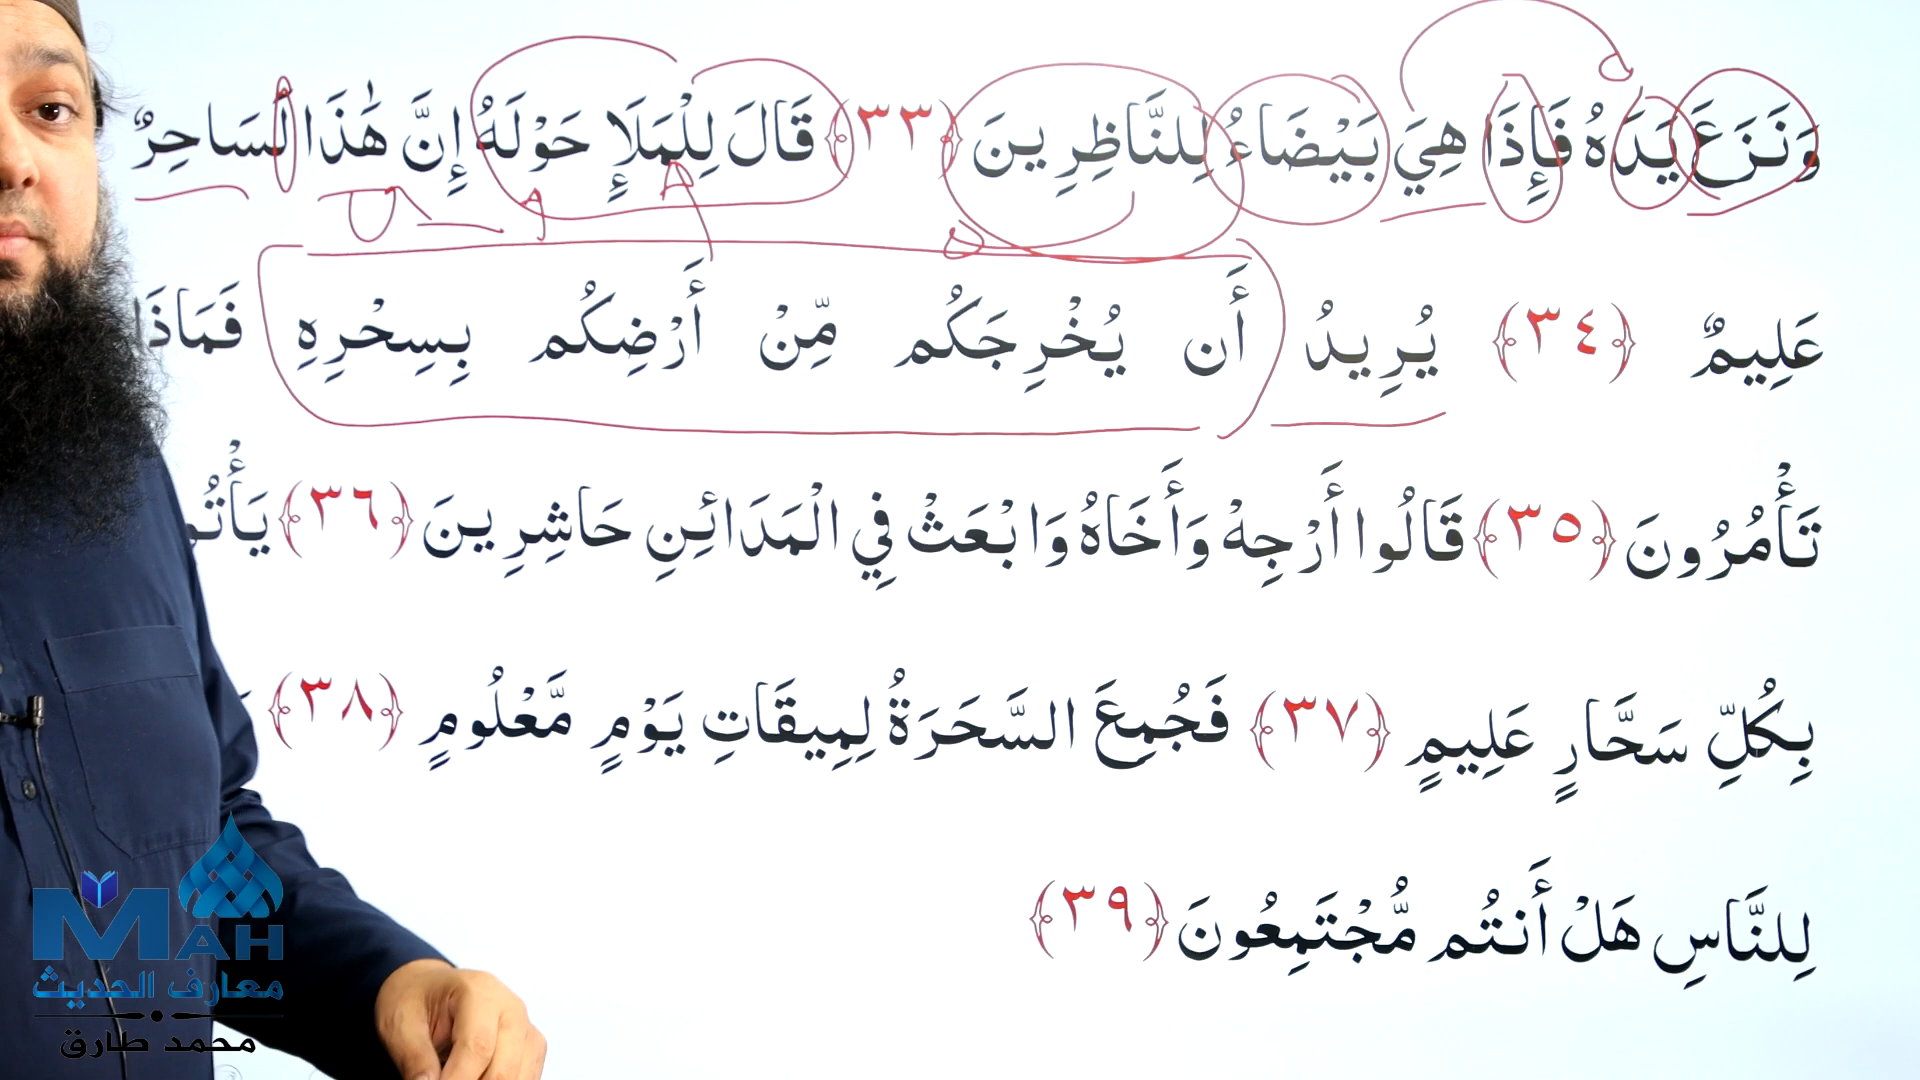 وَنَزَعَ يَدَهُ فَإِذَا هِيَ بَيْضَاءُ لِلنَّاظِرِينَ ﴿٣٣﴾ قَالَ لِلْمَلَإِ حَوْلَهُ إِنَّ هَٰذَا لَسَاحِرٌ
عَلِيمٌ ﴿٣٤﴾ يُرِيدُ أَن يُخْرِجَكُم مِّنْ أَرْضِكُم بِسِحْرِهِ فَمَاذَا
تَأْمُرُونَ ﴿٣٥﴾ قَالُوا أَرْجِهْ وَأَخَاهُ وَابْعَثْ فِي الْمَدَائِنِ حَاشِرِينَ ﴿٣٦﴾
بِكُلِّ سَحَّارٍ عَلِيمٍ ﴿٣٧﴾ فَجُمِعَ السَّحَرَةُ لِمِيقَاتِ يَوْمٍ مَّعْلُومٍ ﴿٣٨﴾
لِلنَّاسِ هَلْ أَنتُم مُّجْتَمِعُونَ ﴿٣٩﴾
MAH
معارف الحديث
محمد طارق